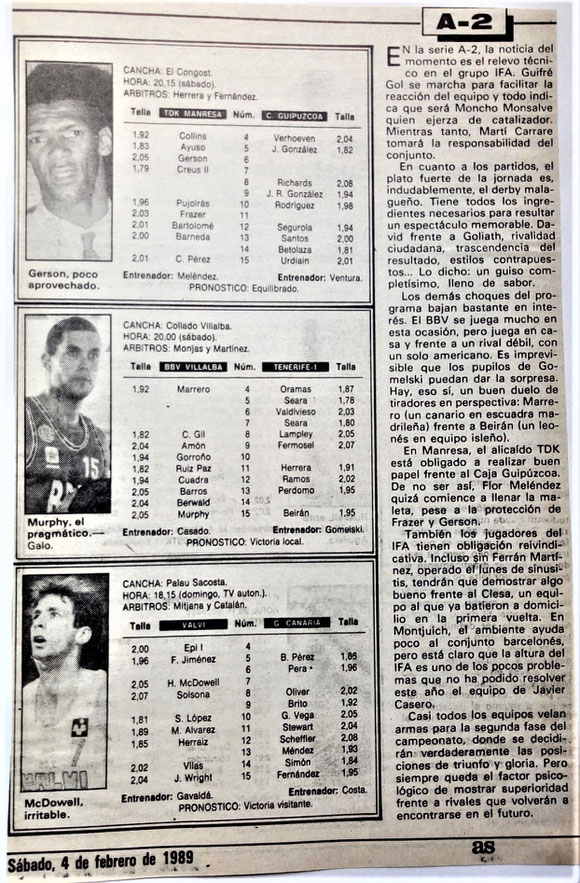 A-2
CANCHA: El Congost.
HORA: 20,15 (sábado).
ARBITROS: Herrera y Fernández.
Talla TDK MANRESA Núm. C. GUIPUZCOA Talla
1,92 Collins 4 Verhoeven 2,04
1,83 Ayuso 5 J. González 1,82
2,05 Gerson 6
1,79 Creus II 7
8 Richards 2,08
9 J. R. González 1,94
1,96 Pujolrás 10 Rodríguez 1,98
2,03 Frazer 11
2,01 Bartolomé 12 Segurola 1,94
2,00 Barneda 13 Santos 2,00
14 Betolaza 1,81
2,01 C. Pérez 15 Urdiain 2,01
Entrenador: Meléndez. Entrenador: Ventura.
PRONOSTICO: Equilibrado.
Gerson, poco
aprovechado.
CANCHA: Collado Villalba.
HORA: 20,00 (sábado).
ARBITROS: Monjas y Martínez.
Talla BBV VILLALBA Núm. TENERIFE-1 Talla
1,92 Marrero 4 Oramas 1,87
5 Seara 1,78
6 Valdivieso 2,03
7 Seara 1,80
1,82 C. Gil 8 Lampley 2,05
2,04 Amón 9 Fermosel 2,07
1,94 Gorroño 10
1,82 Ruiz Paz 11 Herrera 1,91
1,94 Cuadra 12 Ramos 2,02
2,05 Barros 13 Perdomo 1,95
2,04 Berwald 14
2,05 Murphy 15 Beirán 1,95
Entrenador: Casado. Entrenador: Gomelski.
PRONOSTICO: Victoria local.
15
Murphy, el
pragmático.—
Galo.
CANCHA: Palau Sacosta.
HORA: 18,15 (domingo, TV auton.).
ARBITROS: Mitjana y Catalán.
Talla VALVI Núm. G CANARIA Talla
2,00 Epi I 4
1,96 F. Jiménez 5 B. Pérez 1,86
6 Pera 1,96
2,05 H. McDowell 7
2,07 Solsona 8 Oliver 2,02
9 Brito 1,92
1,81 S. López 10 G. Vega 2,05
1,89 M. Alvarez 11 Stewart 2,04
1,85 Herraiz 12 Scheffler 2,08
13 Méndez 1,93
2,02 Vilas 14 Simón 1,84
2,04 J. Wright 15 Fernández 1,95
Entrenador: Gavaldá. Entrenador: Costa.
PRONOSTICO: Victoria visitante.
McDowell,
irritable.
EN la serie A-2, la noticia del
momento es el relevo técni-
co en el grupo IFA. Guifré
Gol se marcha para facilitar la
reacción del equipo y todo indi-
ca que será Moncho Monsalve
quien ejerza de catalizador.
Mientras tanto, Martí Carrare
tomará la responsabilidad del
conjunto.
En cuanto a los partidos, el
plato fuerte de la jornada es,
indudablemente, el derby mala-
gueño. Tiene todos los ingre-
dientes necesarios para resultar
un espectáculo memorable. Da-
vid frente a Goliath, rivalidad
ciudadana, trascendencia del
resultado, estilos contrapues-
tos... Lo dicho: un guiso com-
pletísimo, lleno de sabor.
Los demás choques del pro-
grama bajan bastante en inte-
rés. El BBV se juega mucho en
esta ocasión, pero juega en ca-
sa y frente a un rival débil, con
un solo americano. Es imprevi-
sible que los pupilos de Go-
melski puedan dar la sorpresa.
Hay, eso sí, un buen duelo de
tiradores en perspectiva: Marre-
ro (un canario en escuadra ma-
drileña) frente a Beirán (un leo-
nés en equipo isleño).
En Manresa, el alicaído TDK
está obligado a realizar buen
papel frente al Caja Guipúzcoa.
De no ser así, Flor Meléndez
quizá comience a llenar la ma-
leta, pese a la protección de
Frazer y Gerson.
También los jugadores del
IFA tienen obligación reivindi-
cativa. Incluso sin Ferrán Martí-
nez, operado el lunes de sinusi-
tis, tendrán que demostrar algo
bueno frente al Clesa, un equi-
po al que ya batieron a domici-
lio en la primera vuelta. En
Montjuich, el ambiente ayuda
poco al conjunto barcelonés,
pero está claro que la altura del
IFA es uno de los pocos proble-
mas que no ha podido resolver
este año el equipo de Javier
Casero.
Casi todos los equipos velan
armas para la segunda fase del
campeonato, donde se decidi-
rán verdaderamente las posi-
ciones de triunfo y gloria. Pero
siempre queda el factor psico-
lógico de mostrar superioridad
frente a rivales que volverán a
encontrarse en el futuro.
Sábado, 4 de febrero de 1989
as